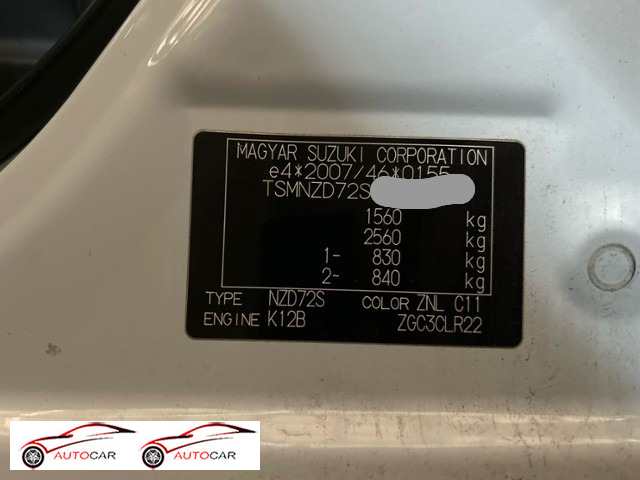 MAGYAR SUZUKI CORPORATION
e4*2007/46*0155
TSMNZD72S
1560 kg
2560 kg
1- 830 kg
2- 840 kg
TYPE NZD72S COLOR ZNL C11
ENGINE K12B ZGC3CLR22
AUTOCAR AUTOCAR